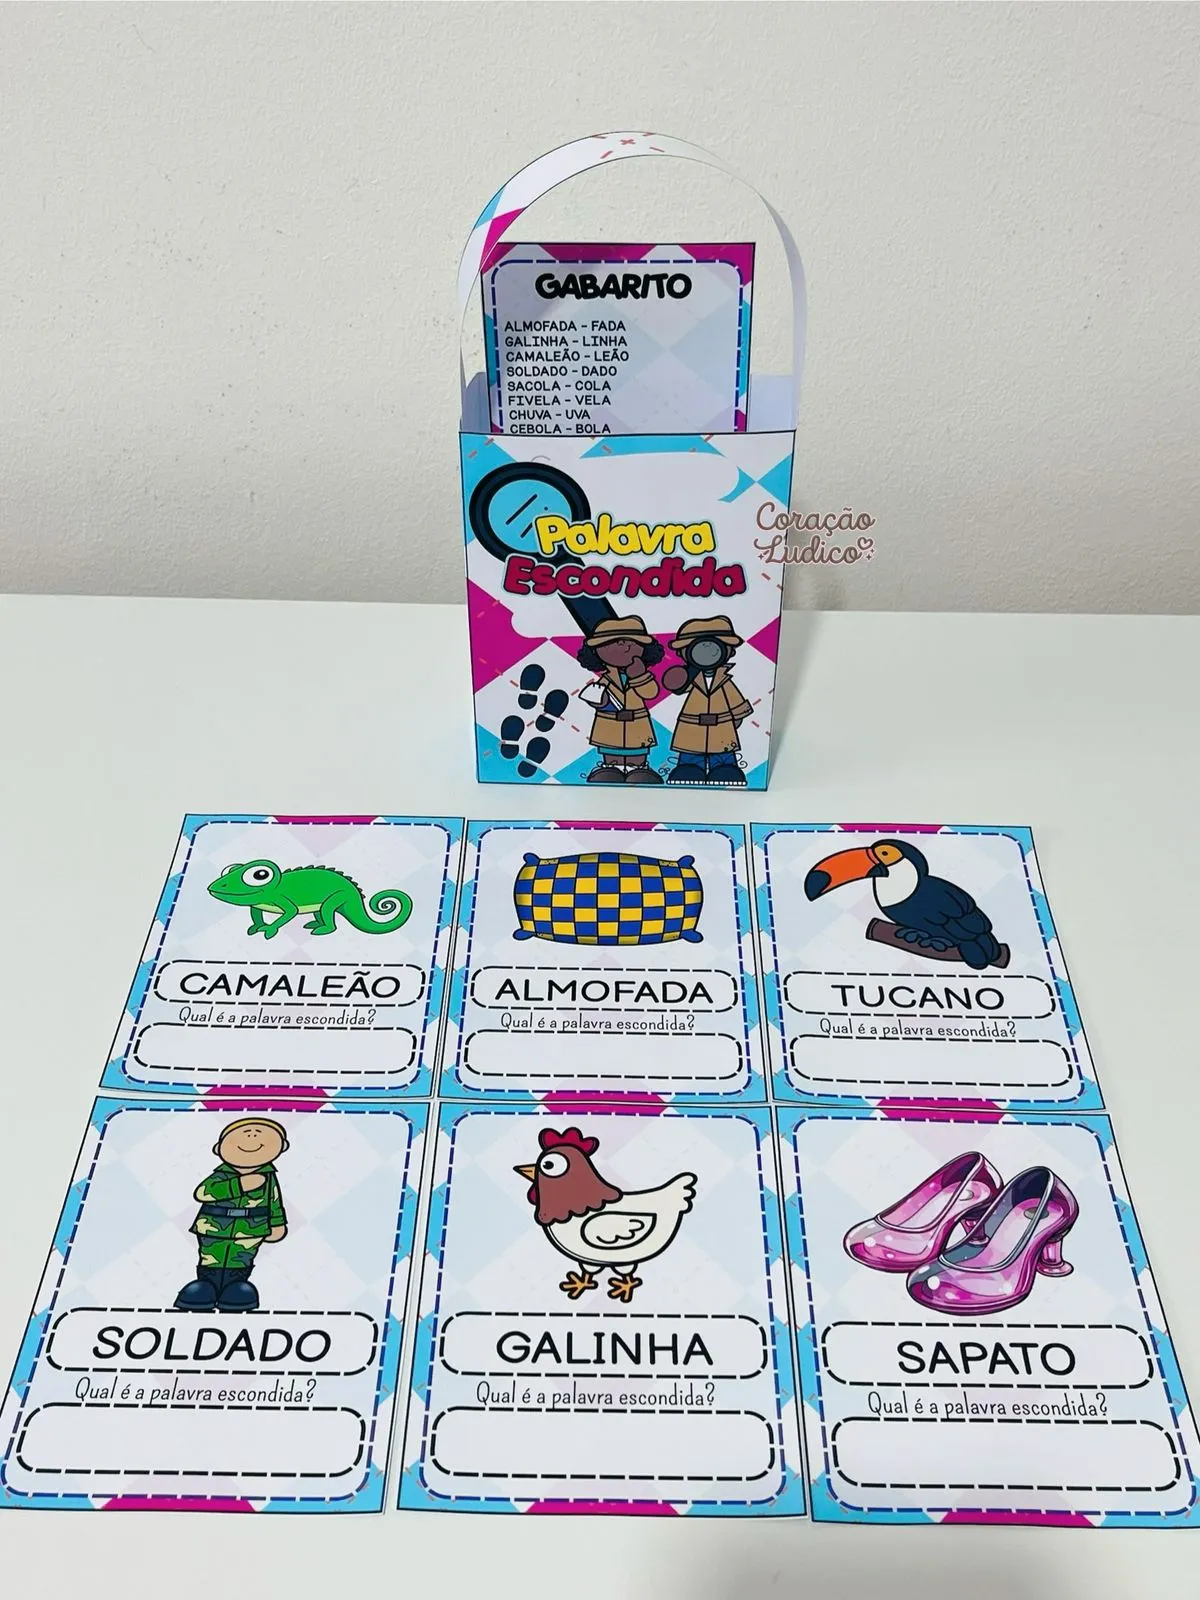 GABARITO
ALMOFADA - FADA
GALINHA - LINHA
CAMALEÃO - LEÃO
SOLDADO - DADO
SACOLA - COLA
FIVELA - VELA
CHUVA - UVA
CEBOLA - BOLA
Palavra
Escondida
Coração
Lúdico
CAMALEÃO
Qual é a palavra escondida?
ALMOFADA
Qual é a palavra escondida?
TUCANO
Qual é a palavra escondida?
SOLDADO
Qual é a palavra escondida?
GALINHA
Qual é a palavra escondida?
SAPATO
Qual é a palavra escondida?